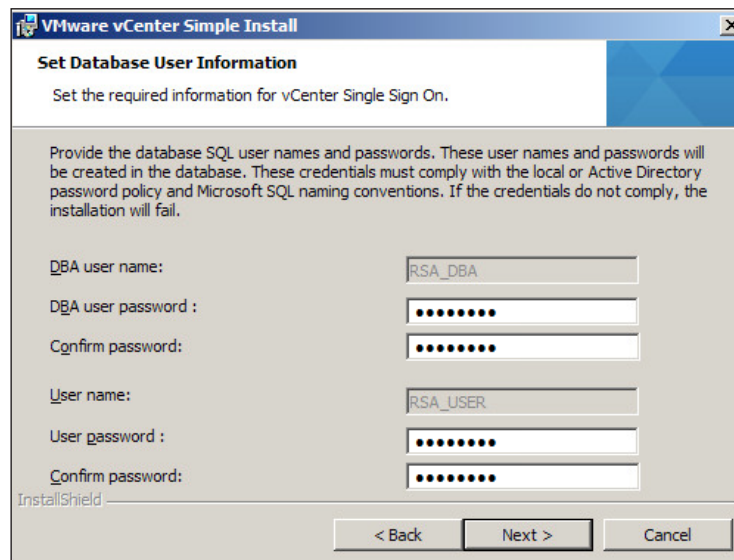 VMware vCenter Simple Install
Set Database User Information
Set the required information for vCenter Single Sign On.
Provide the database SQL user names and passwords. These user names and passwords will
be created in the database. These credentials must comply with the local or Active Directory
password policy and Microsoft SQL naming conventions. If the credentials do not comply, the
installation will fail.
DBA user name:
RSA_DBA
DBA user password :
●●●●●●●●
Confirm password:
●●●●●●●●
User name:
RSA_USER
User password :
●●●●●●●●
Confirm password:
●●●●●●●●
InstallShield
< Back
Next >
Cancel